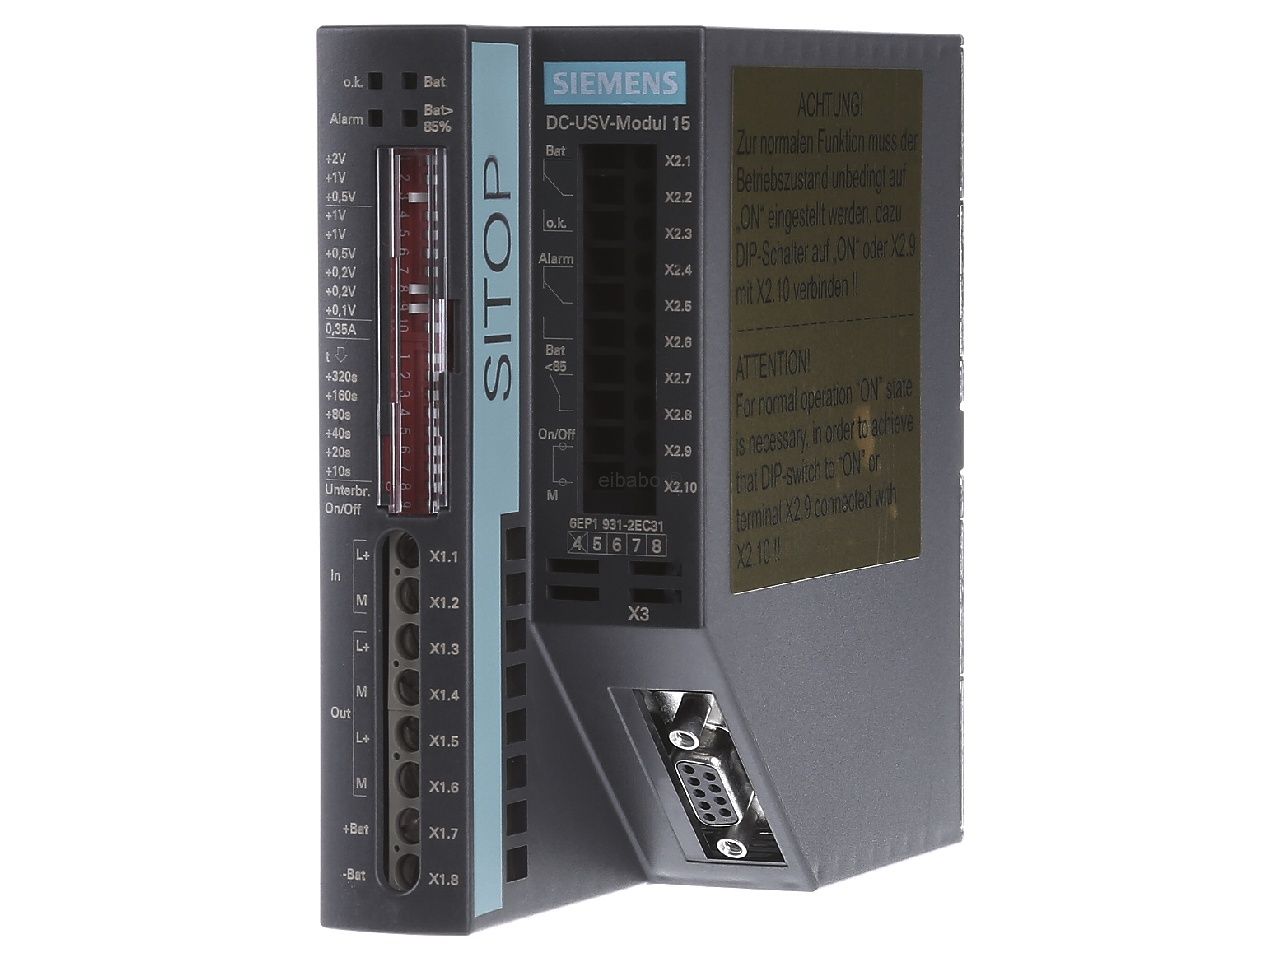 o.k.
Bat
Alarm
Bat>
85%
+2V
+1V
+0,5V
+1V
+1V
+0,5V
+0,2V
+0,2V
+0,1V
0,35A
t
+320s
+160s
+80s
+40s
+20s
+10s
Unterbr.
On/Off
In
L+
X1.1
M
X1.2
L+
X1.3
M
X1.4
Out
L+
X1.5
M
X1.6
+Bat
X1.7
-Bat
X1.8
SITOP
SIEMENS
DC-USV-Modul 15
Bat
X2.1
X2.2
o.k.
X2.3
Alarm
X2.4
X2.5
X2.6
Bat
<85
X2.7
X2.8
On/Off
X2.9
M
X2.10
eibabo®
6EP1 931-2EC31
4 5 6 7 8
X3
ACHTUNG!
Zur normalen Funktion muss der
Betriebszustand unbedingt auf
„ON“ eingestellt werden, dazu
DIP-Schalter auf „ON“ oder X2.9
mit X2.10 verbinden !!
ATTENTION!
For normal operation “ON” state
is necessary, in order to achieve
that DIP-switch to “ON” or
terminal X2.9 connected with
X2.10 !!